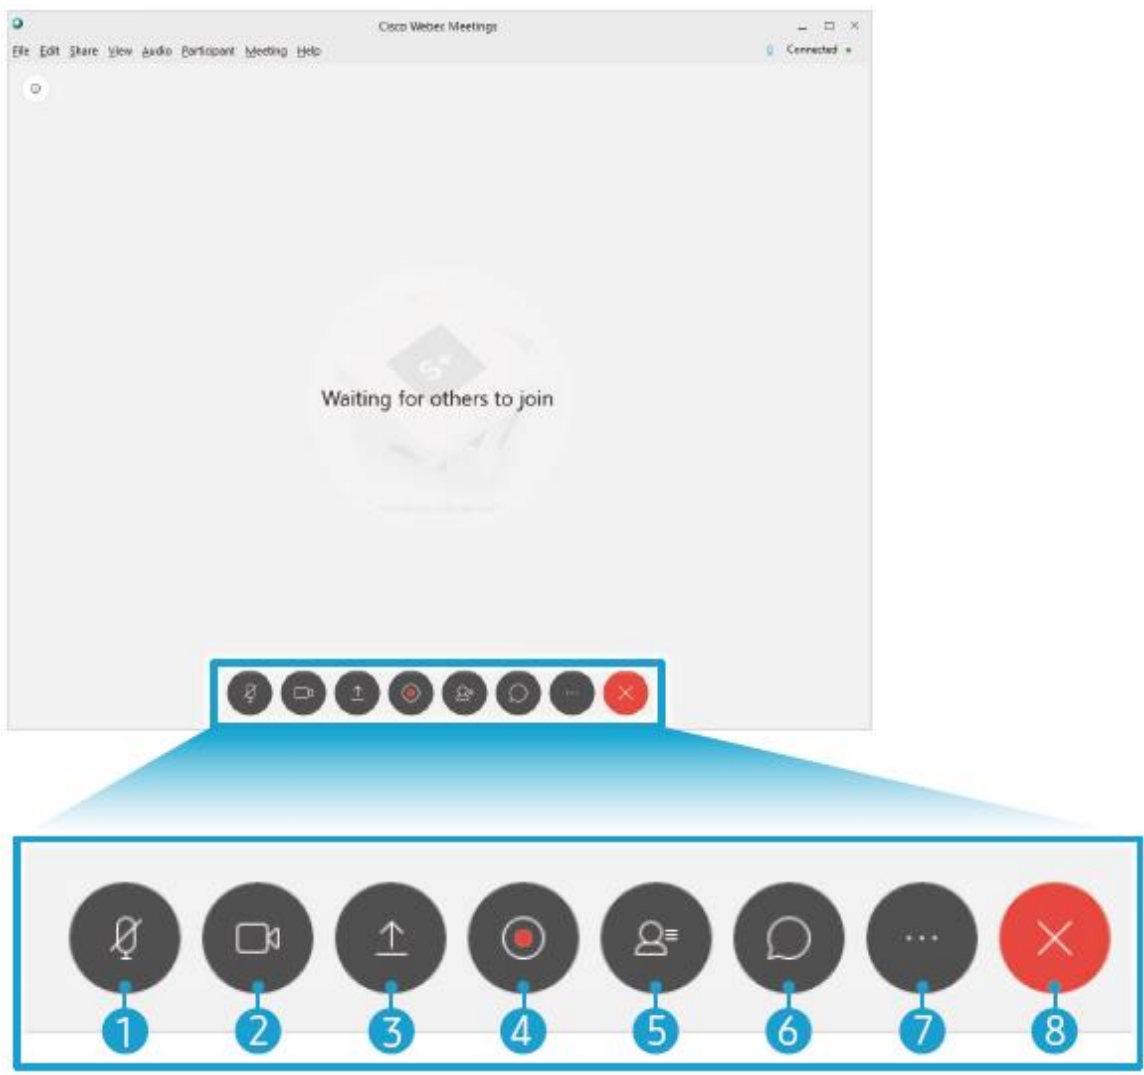 Cisco Webex Meetings
File Edit Share View Audio Participant Meeting Help
Connected
Waiting for others to join
1 2 3 4 5 6 7 8